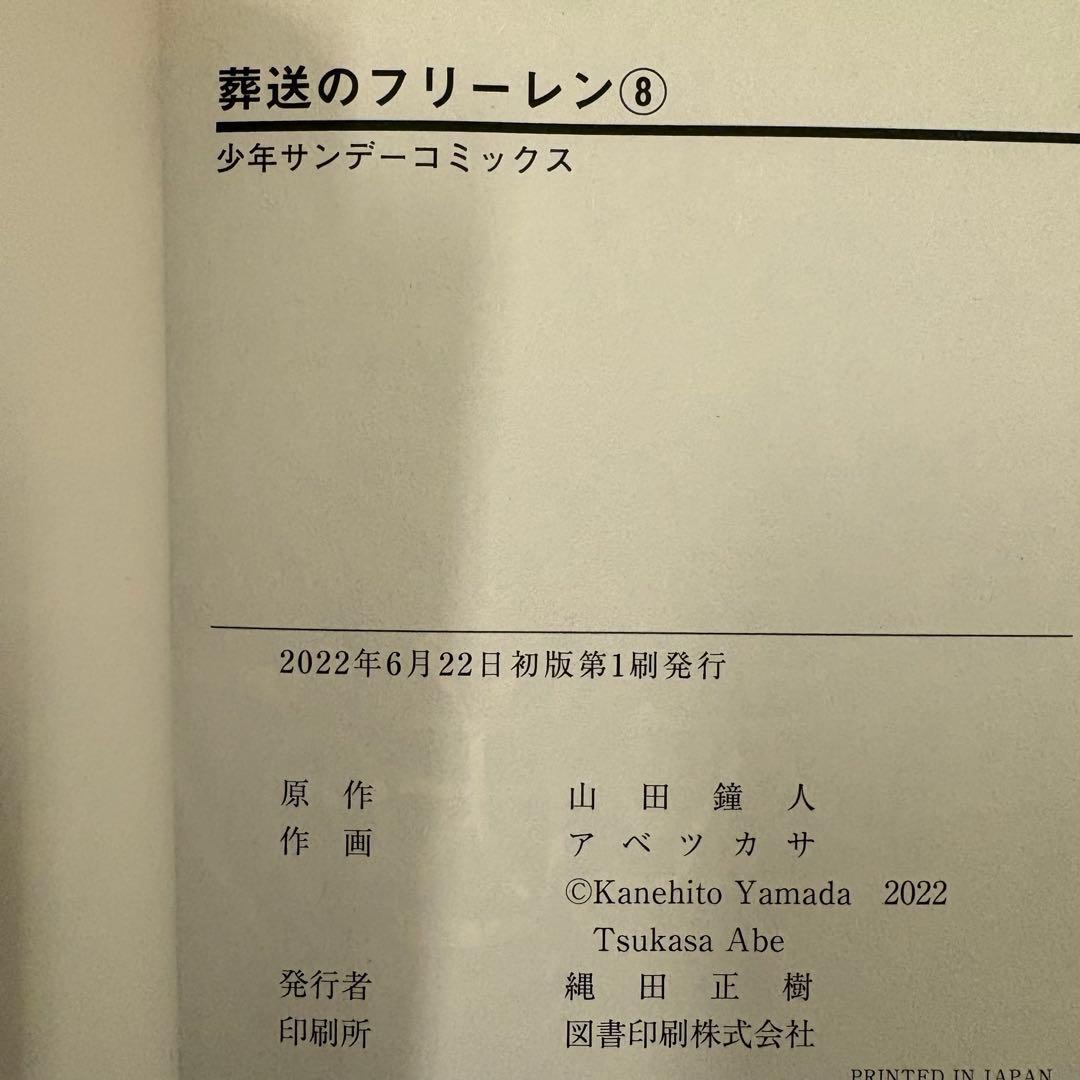 葬送のフリーレン⑧
少年サンデーコミックス
2022年6月22日初版第1刷発行
原 作 山 田 鐘 人
作 画 ア ベ ツ カ サ
©Kanehito Yamada 2022
Tsukasa Abe
発行者 縄 田 正 樹
印刷所 図書印刷株式会社
PRINTED IN JAPAN